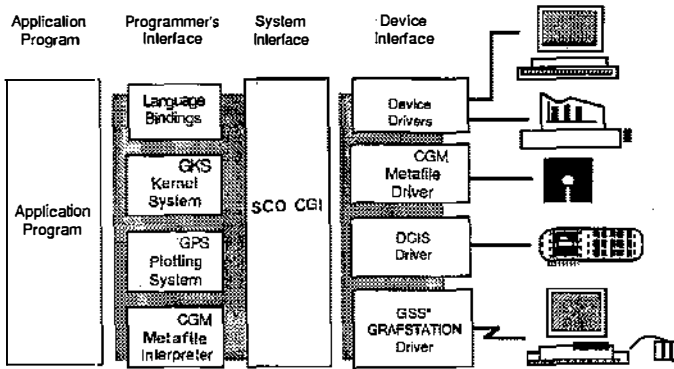 Application Program
Programmer's Interface
System Interface
Device Interface
Application Program
Language Bindings
GKS Kernel System
GPS Plotting System
CGM Metafile Interpreter
SCO CGI
Device Drivers
CGM Metafile Driver
DGIS Driver
GSS* GRAFSTATION Driver